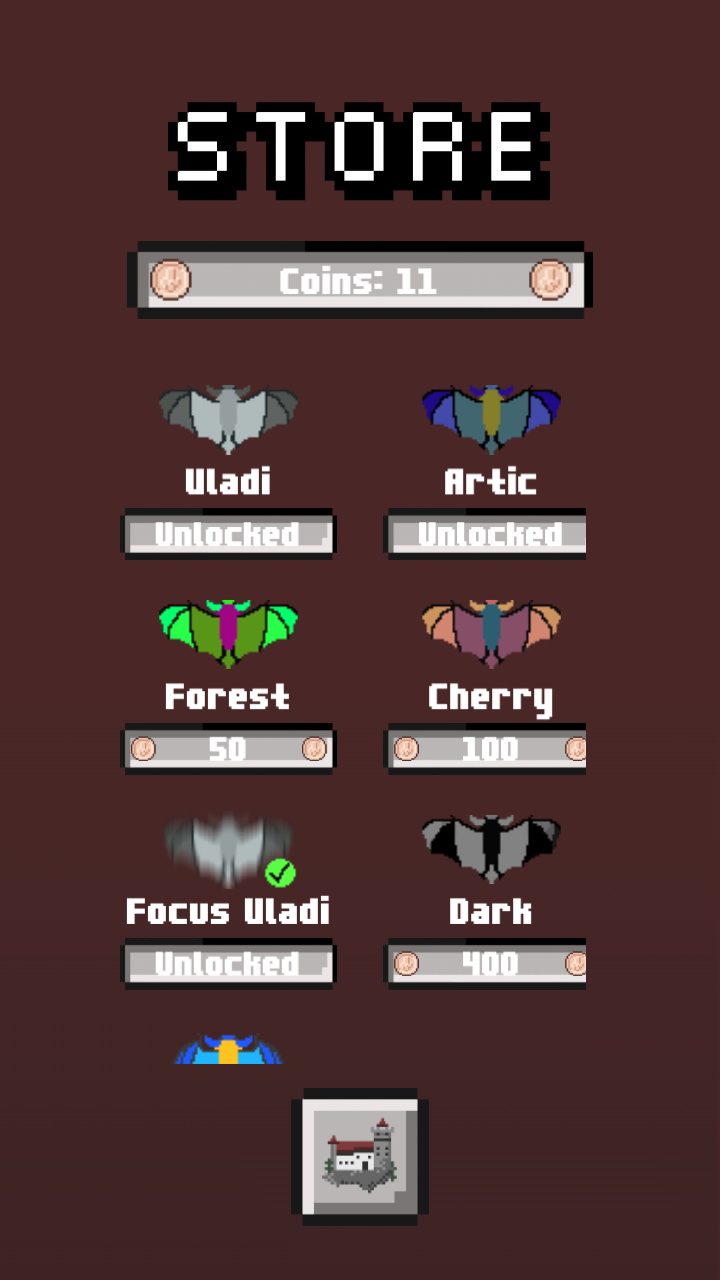 STORE
Coins: 11
Uladi Artic
Unlocked Unlocked
Forest Cherry
50 100
Focus Uladi Dark
Unlocked 400